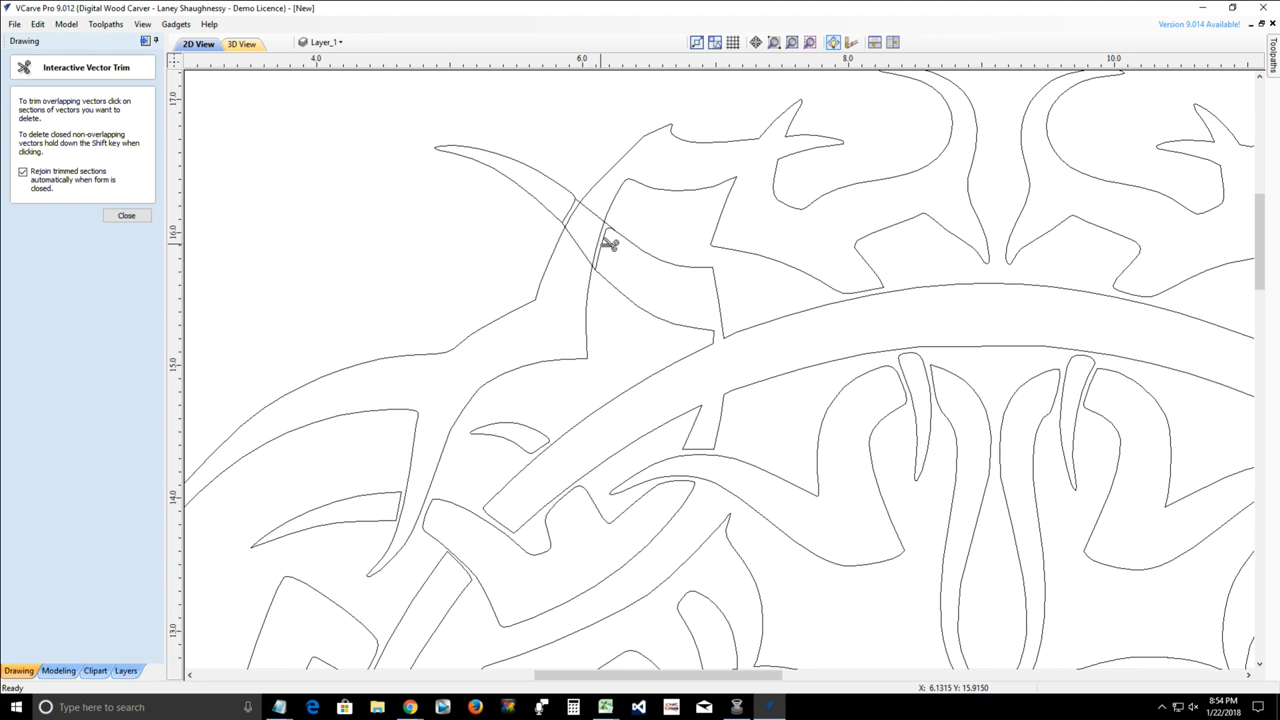 VCarve Pro 9.012 {Digital Wood Carver - Laney Shaughnessy - Demo Licence} - [New]
File Edit Model Toolpaths View Gadgets Help
Version 9.014 Available!
Drawing
2D View 3D View Layer_1
Interactive Vector Trim
4.0 6.0 8.0 10.0
17.0
16.0
15.0
14.0
13.0
To trim overlapping vectors click on
sections of vectors you want to
delete.
To delete closed non-overlapping
vectors hold down the Shift key when
clicking.
Rejoin trimmed sections
automatically when form is
closed.
Close
Toolpaths
Drawing Modeling Clipart Layers
Ready
X: 6.1315 Y: 15.9150
Type here to search
8:54 PM
1/22/2018